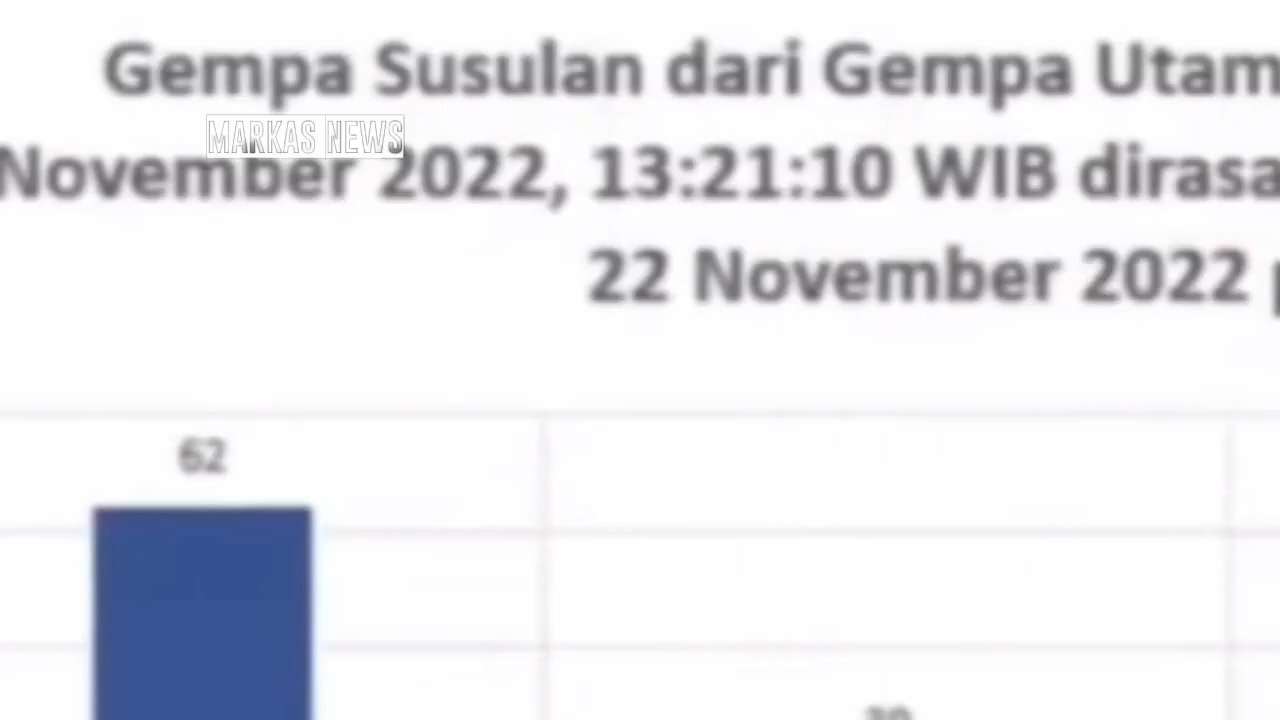 Gempa Susulan dari Gempa Utam
MARKAS NEWS
November 2022, 13:21:10 WIB dirasa
22 November 2022
62